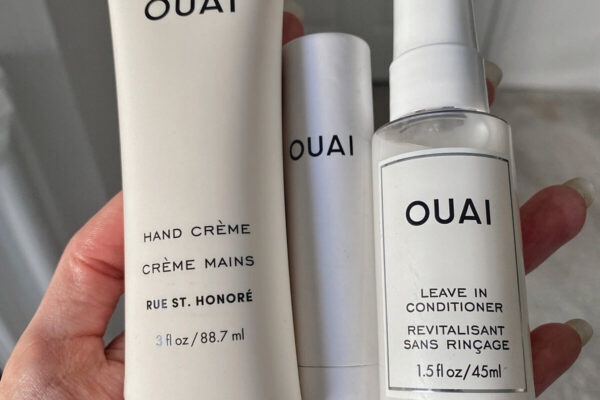 OUAI
HAND CRÈME
CRÈME MAINS
RUE ST. HONORÉ
3 fl oz / 88.7 ml
OUAI
OUAI
LEAVE IN
CONDITIONER
REVITALISANT
SANS RINÇAGE
1.5 fl oz/45ml